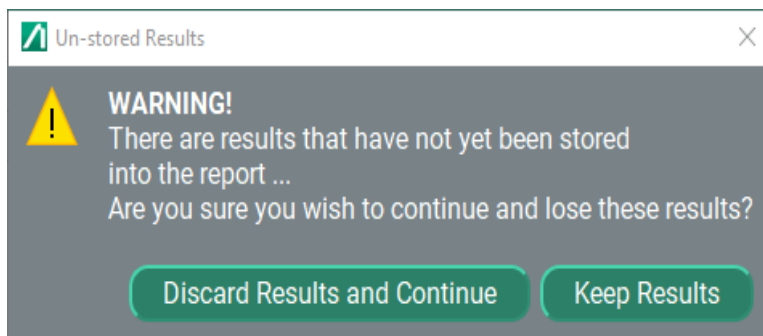 Un-stored Results
WARNING!
There are results that have not yet been stored
into the report ...
Are you sure you wish to continue and lose these results?
Discard Results and Continue
Keep Results